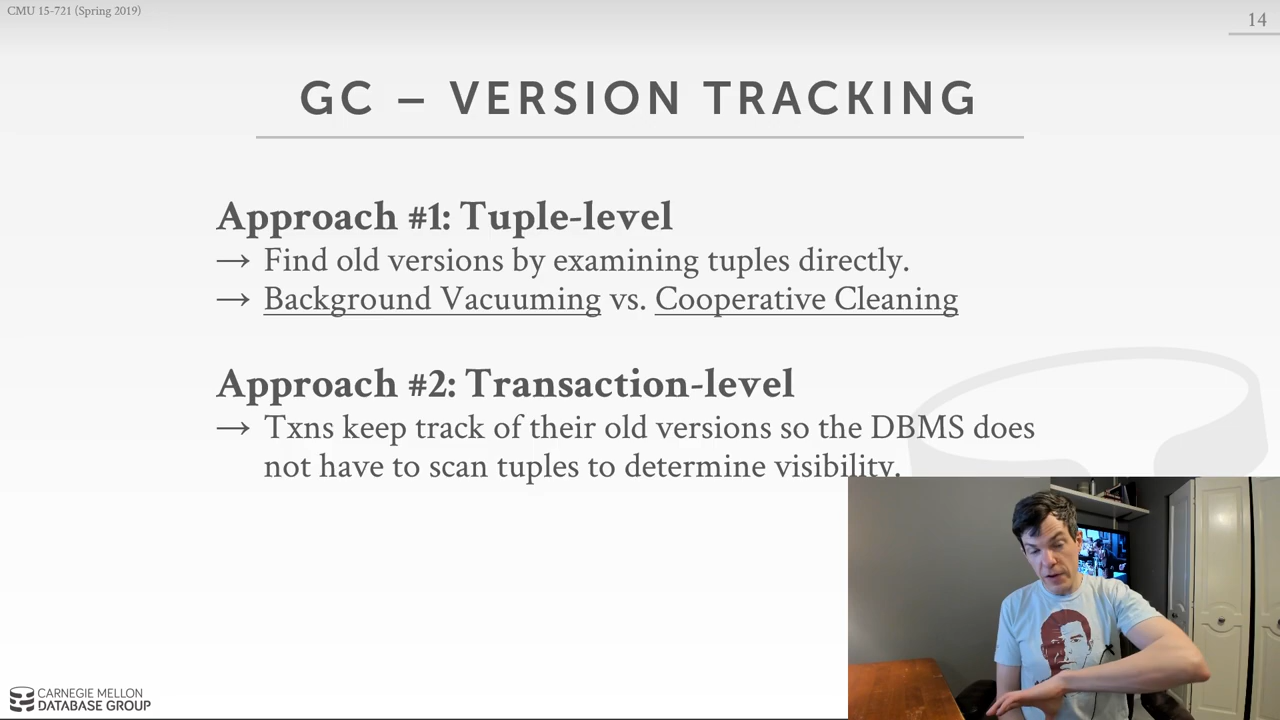 CMU 15-721 (Spring 2019)
14
GC – VERSION TRACKING
Approach #1: Tuple-level
→ Find old versions by examining tuples directly.
→ Background Vacuuming vs. Cooperative Cleaning
Approach #2: Transaction-level
→ Txns keep track of their old versions so the DBMS does
not have to scan tuples to determine visibility.
CARNEGIE MELLON
DATABASE GROUP